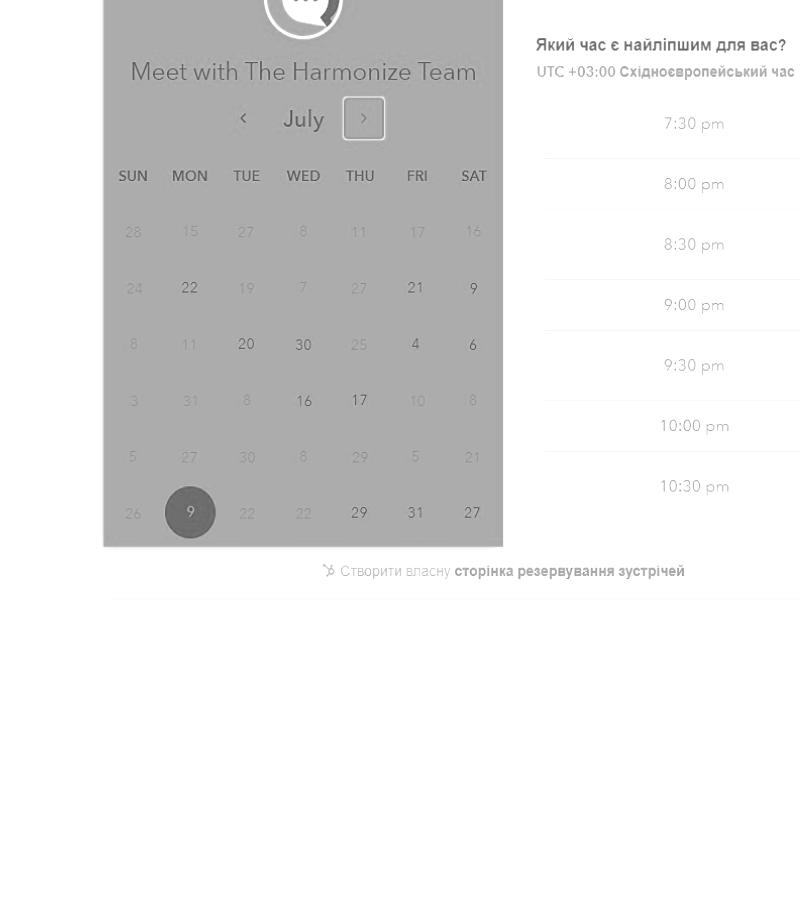 Meet with The Harmonize Team
July
SUN MON TUE WED THU FRI SAT
28 15 27 8 11 17 16
24 22 19 7 27 21 9
8 11 20 30 25 4 6
3 31 8 16 17 10 8
5 27 30 8 29 5 21
26 9 22 22 29 31 27
Який час є найліпшим для вас?
UTC +03:00 Східноєвропейський час
7:30 pm
8:00 pm
8:30 pm
9:00 pm
9:30 pm
10:00 pm
10:30 pm
Створити власну сторінка резервування зустрічей